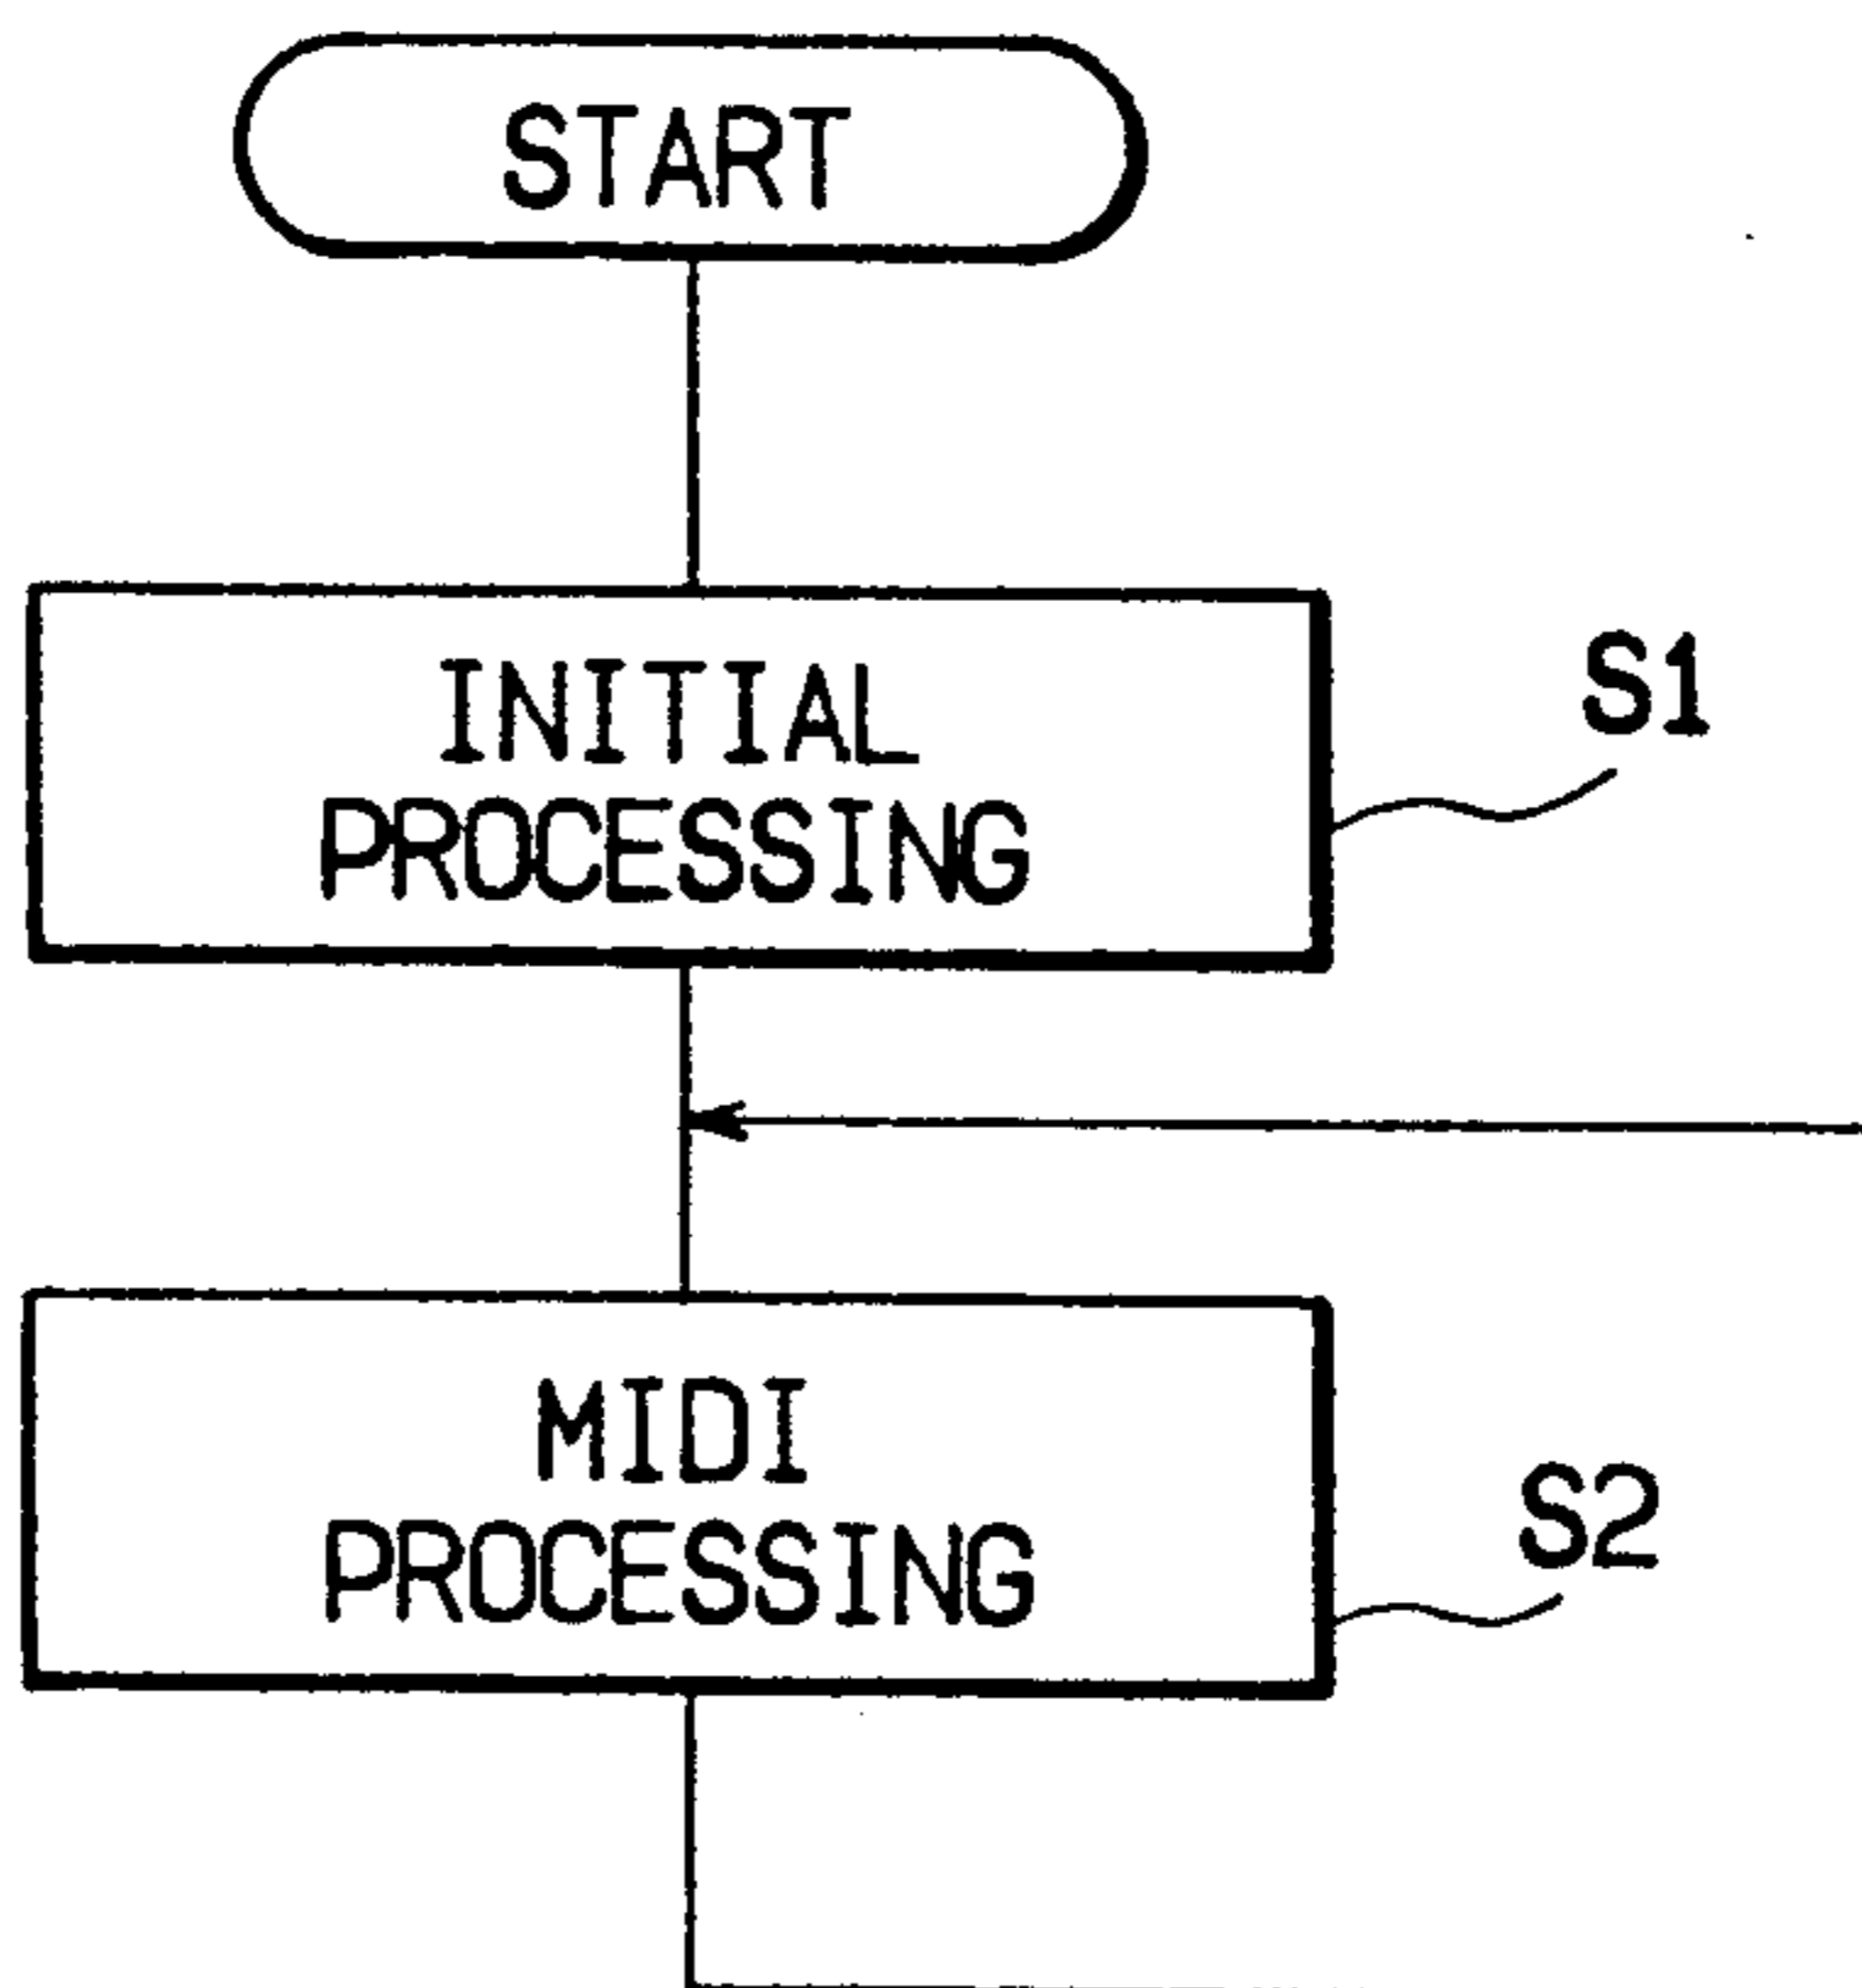 START
INITIAL
PROCESSING
S1
MIDI
PROCESSING
S2